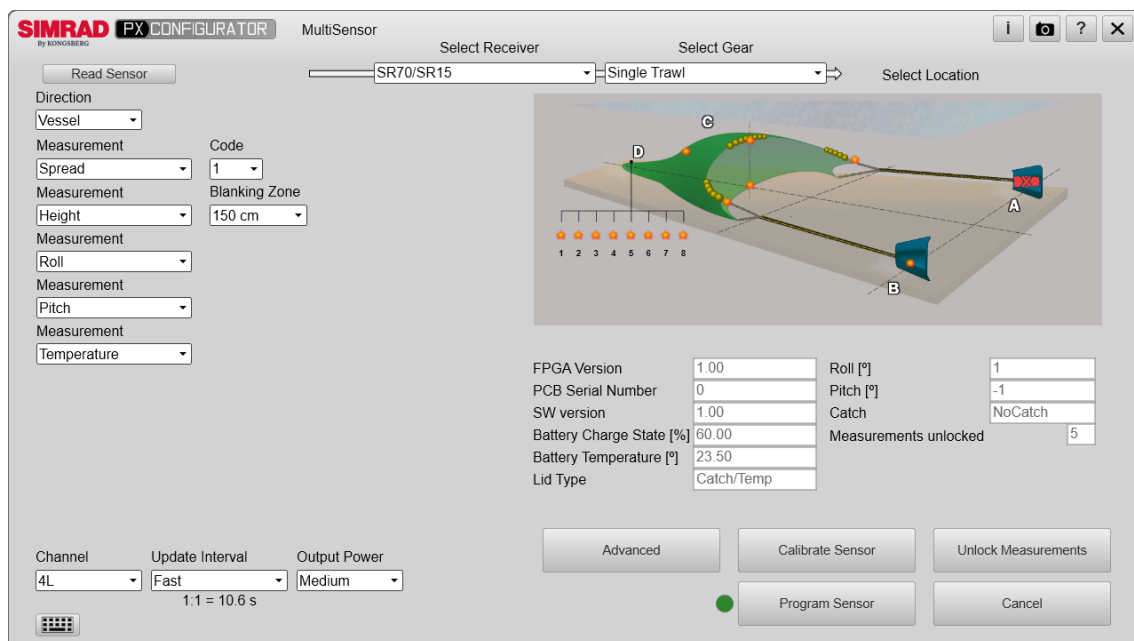 SIMRAD PX CONFIGURATOR MultiSensor i ?
By KONGSBERG
Select Receiver Select Gear
Read Sensor SR70/SR15 Single Trawl Select Location
Direction
Vessel
Measurement Code
Spread 1
Measurement Blanking Zone
Height 150 cm
Measurement
Roll
Measurement
Pitch
Measurement
Temperature
C
D
A
B
1 2 3 4 5 6 7 8
FPGA Version 1.00 Roll [º] 1
PCB Serial Number 0 Pitch [º] -1
SW version 1.00 Catch NoCatch
Battery Charge State [%] 60.00 Measurements unlocked 5
Battery Temperature [º] 23.50
Lid Type Catch/Temp
Advanced Calibrate Sensor Unlock Measurements
Channel Update Interval Output Power
4L Fast Medium
1:1 = 10.6 s
Program Sensor Cancel